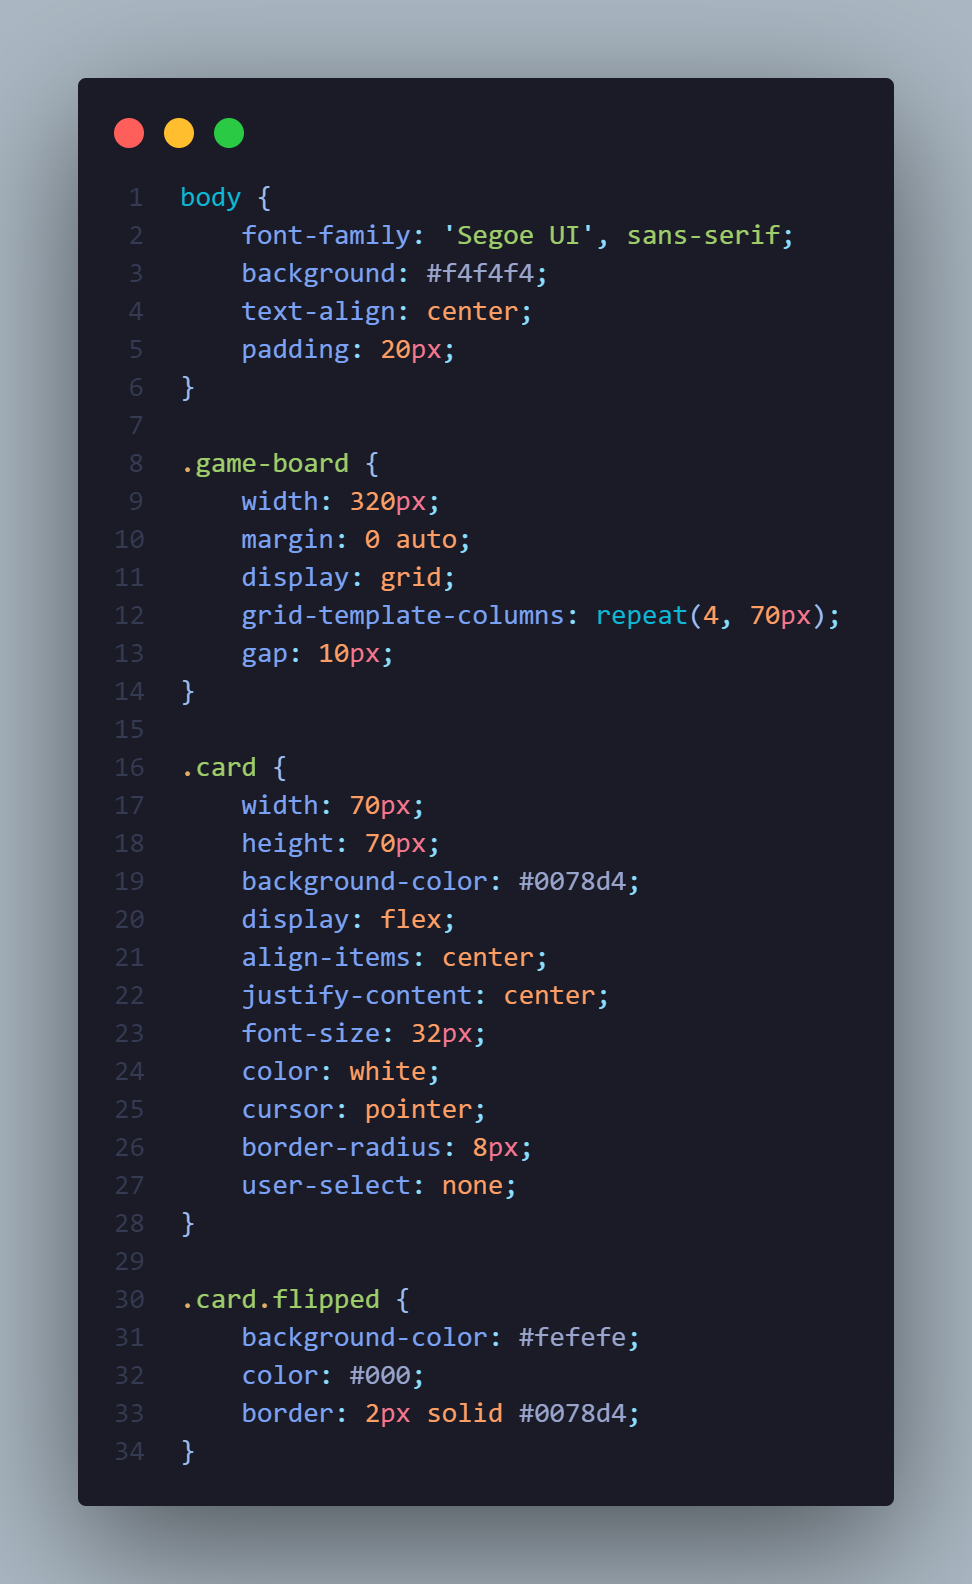 1 body {
2     font-family: 'Segoe UI', sans-serif;
3     background: #f4f4f4;
4     text-align: center;
5     padding: 20px;
6 }
7
8 .game-board {
9     width: 320px;
10     margin: 0 auto;
11     display: grid;
12     grid-template-columns: repeat(4, 70px);
13     gap: 10px;
14 }
15
16 .card {
17     width: 70px;
18     height: 70px;
19     background-color: #0078d4;
20     display: flex;
21     align-items: center;
22     justify-content: center;
23     font-size: 32px;
24     color: white;
25     cursor: pointer;
26     border-radius: 8px;
27     user-select: none;
28 }
29
30 .card.flipped {
31     background-color: #fefefe;
32     color: #000;
33     border: 2px solid #0078d4;
34 }